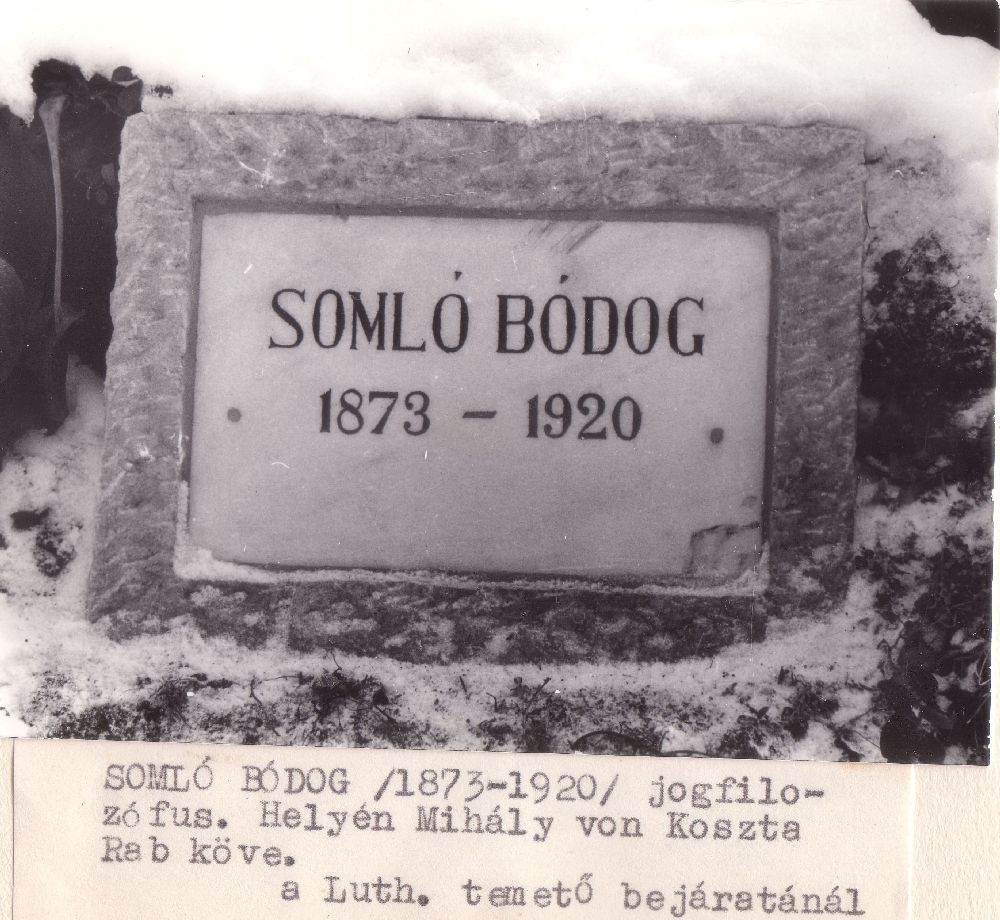 SOMLÓ BÓDOG
1873 – 1920
SOMLÓ BÓDOG /1873-1920/ jogfilo-
zófus. Helyén Mihály von Koszta
Rab köve.
a Luth. temető bejáratánál